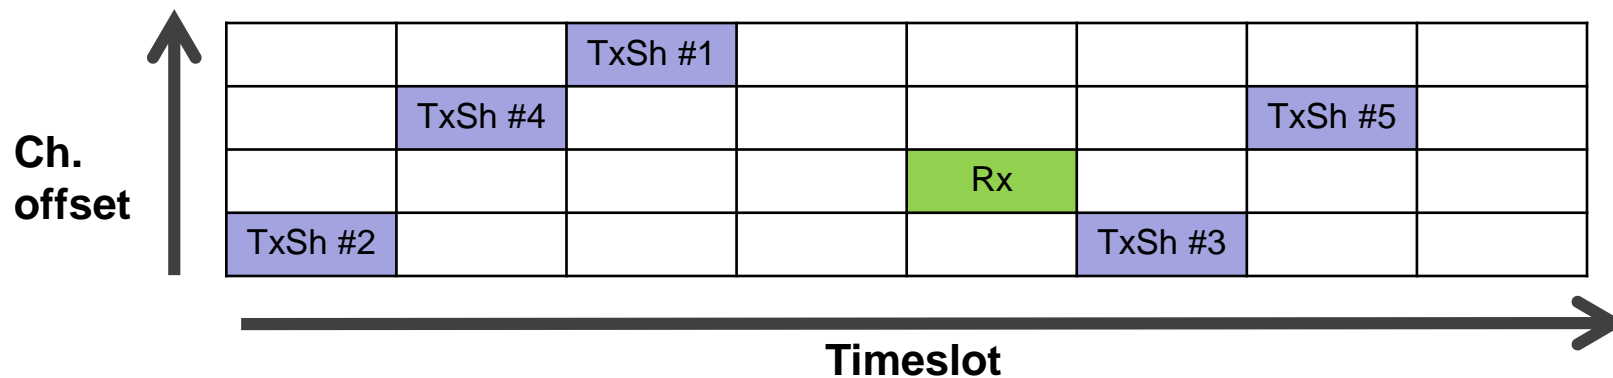 TxSh #1
TxSh #4 TxSh #5
Ch.
offset
Rx
TxSh #2 TxSh #3
Timeslot